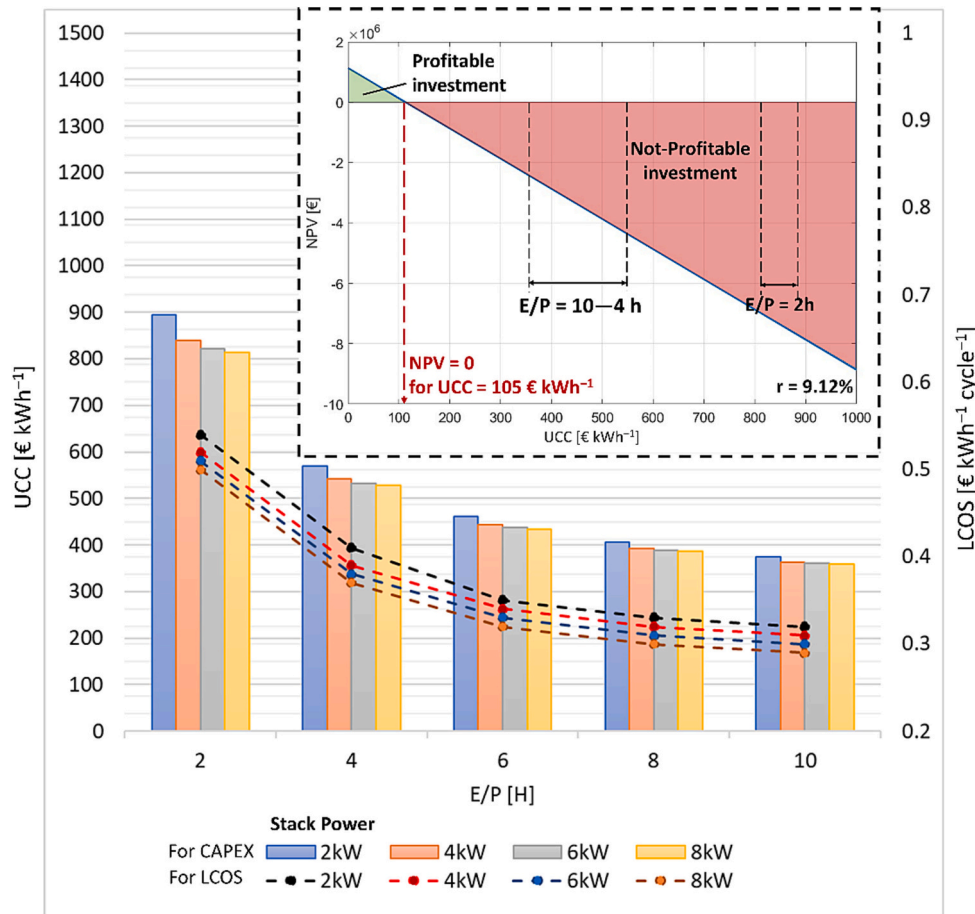 1500
1400
1300
1200
1100
1000
900
800
700
600
500
400
300
200
100
0
UCC [€ kWh⁻¹]
2
4
6
8
10
E/P [H]
1
0.9
0.8
0.7
0.6
0.5
0.4
0.3
0.2
LCOS [€ kWh⁻¹ cycle⁻¹]
×10⁶
2
0
-2
-4
-6
-8
-10
NPV [€]
Profitable
investment
Not-Profitable
investment
E/P = 10—4 h
E/P = 2h
NPV = 0
for UCC = 105 € kWh⁻¹
r = 9.12%
0 100 200 300 400 500 600 700 800 900 1000
UCC [€ kWh⁻¹]
Stack Power
For CAPEX 2kW 4kW 6kW 8kW
For LCOS 2kW 4kW 6kW 8kW